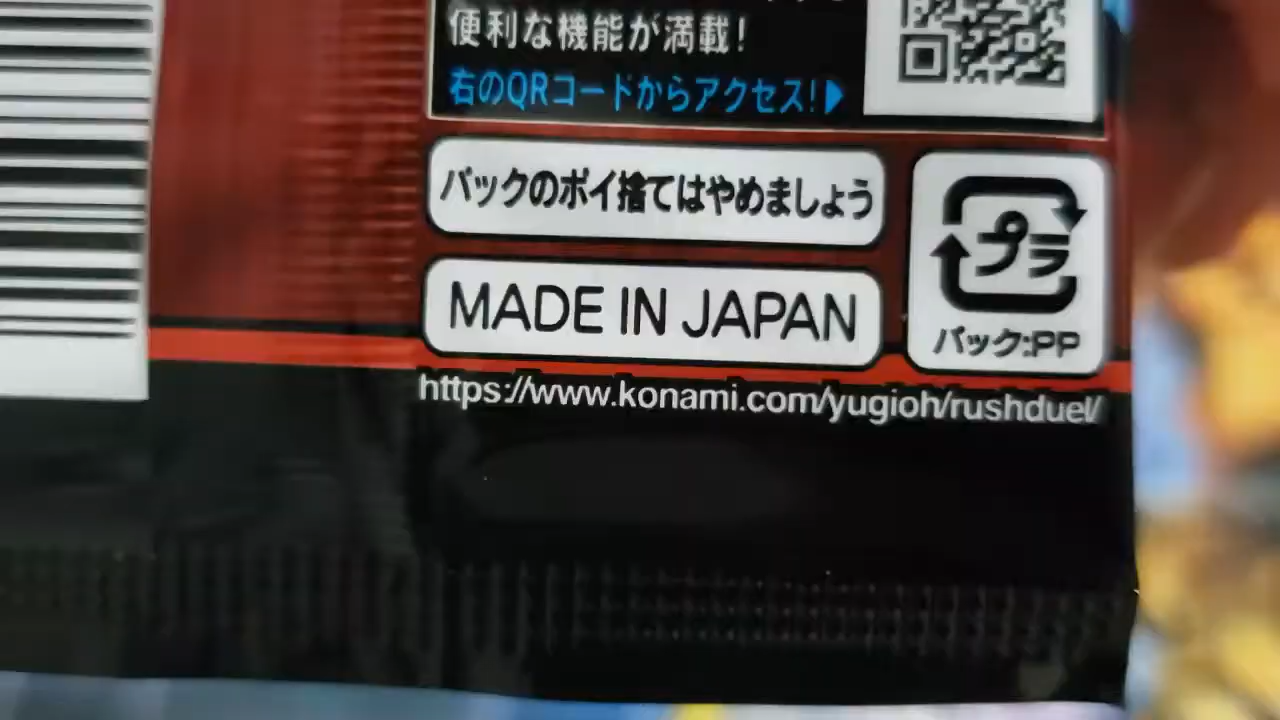 便利な機能が満載!
右のQRコードからアクセス!▶
パックのポイ捨てはやめましょう
プラ
MADE IN JAPAN
パック:PP
https://www.konami.com/yugioh/rushduel/